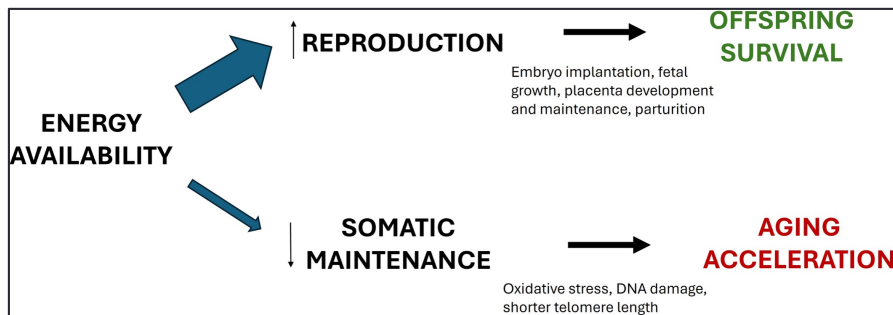 ENERGY
AVAILABILITY
REPRODUCTION
Embryo implantation, fetal
growth, placenta development
and maintenance, parturition
OFFSPRING
SURVIVAL
SOMATIC
MAINTENANCE
Oxidative stress, DNA damage,
shorter telomere length
AGING
ACCELERATION